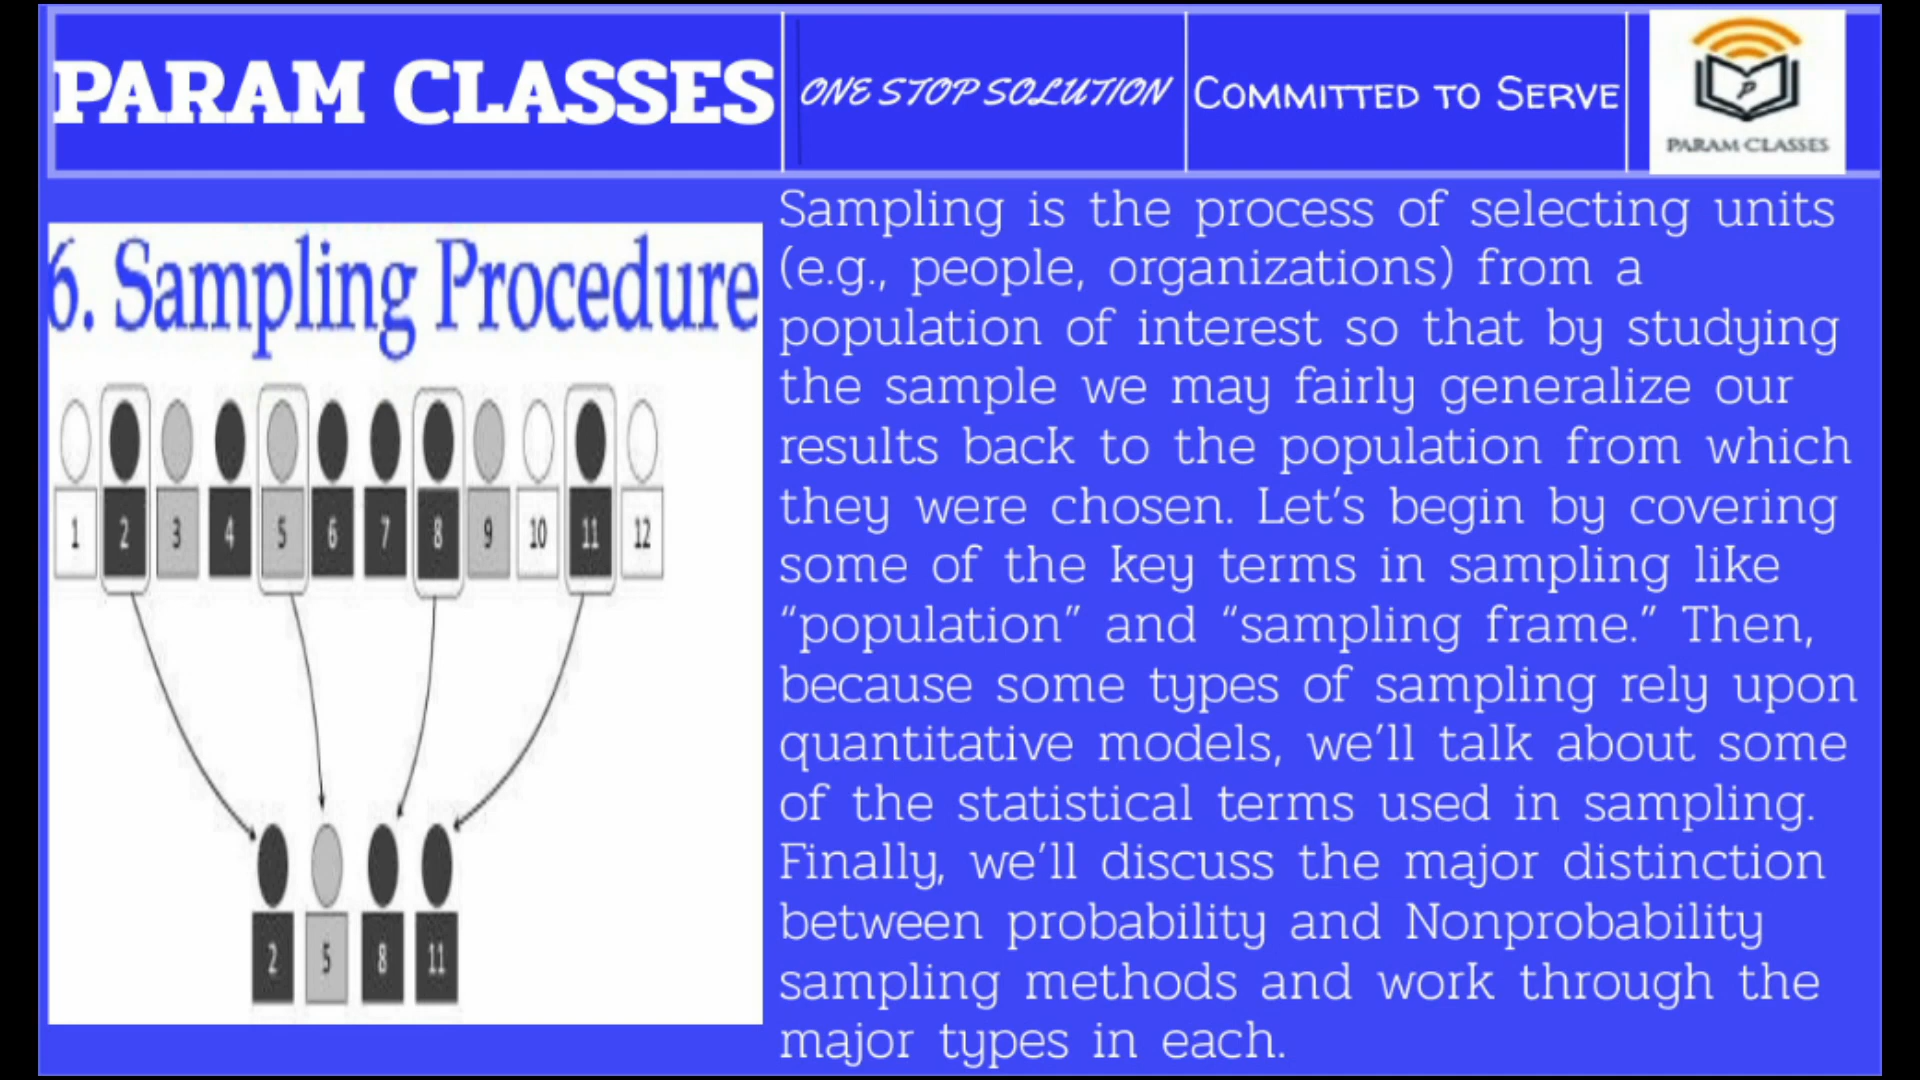 PARAM CLASSES
ONE STOP SOLUTION
COMMITTED TO SERVE
P
PARAM CLASSES
6. Sampling Procedure
1 2 3 4 5 6 7 8 9 10 11 12
2 5 8 11
Sampling is the process of selecting units
(e.g., people, organizations) from a
population of interest so that by studying
the sample we may fairly generalize our
results back to the population from which
they were chosen. Let’s begin by covering
some of the key terms in sampling like
“population” and “sampling frame.” Then,
because some types of sampling rely upon
quantitative models, we’ll talk about some
of the statistical terms used in sampling.
Finally, we’ll discuss the major distinction
between probability and Nonprobability
sampling methods and work through the
major types in each.